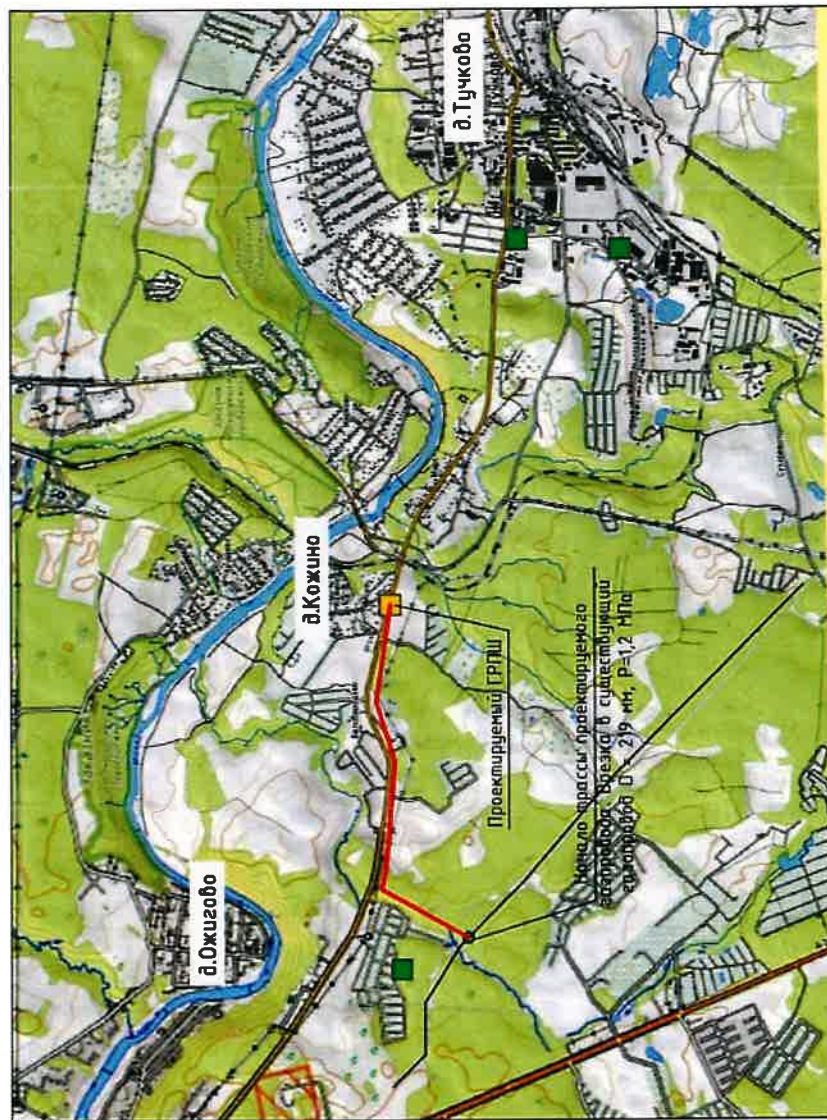 д.Ожигово
д.Кожино
д.Тучково
Проектируемый ГРПШ
Начало трассы проектируемого
газопровода. Врезка в существующий
газопровод D = 219 мм, P=1,2 МПа